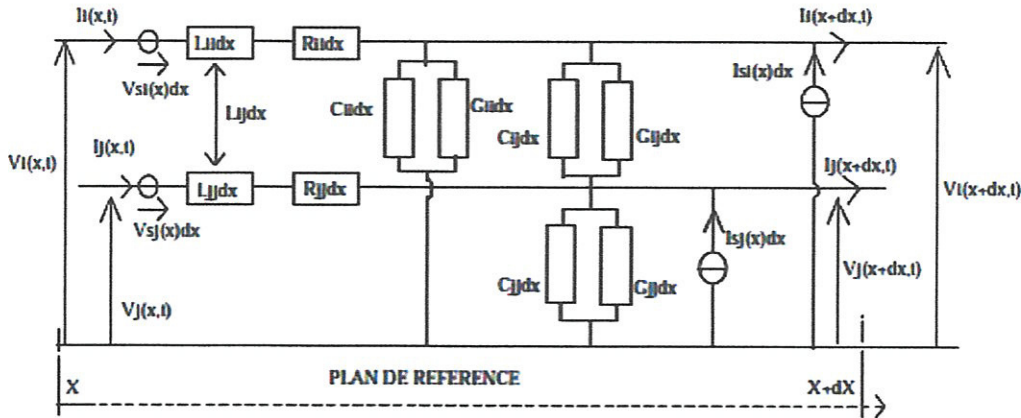 Ii(x,t)
Liidx
Riidx
Ii(x+dx,t)
Vsi(x)dx
Isi(x)dx
Lijdx
Ciidx
Giidx
Cijdx
Gijdx
Vi(x,t)
Ij(x,t)
Ij(x+dx,t)
Vi(x+dx,t)
Ljjdx
Rjjdx
Vsj(x)dx
Isj(x)dx
Vj(x,t)
Cjjdx
Gjjdx
Vj(x+dx,t)
X
PLAN DE REFERENCE
X+dX